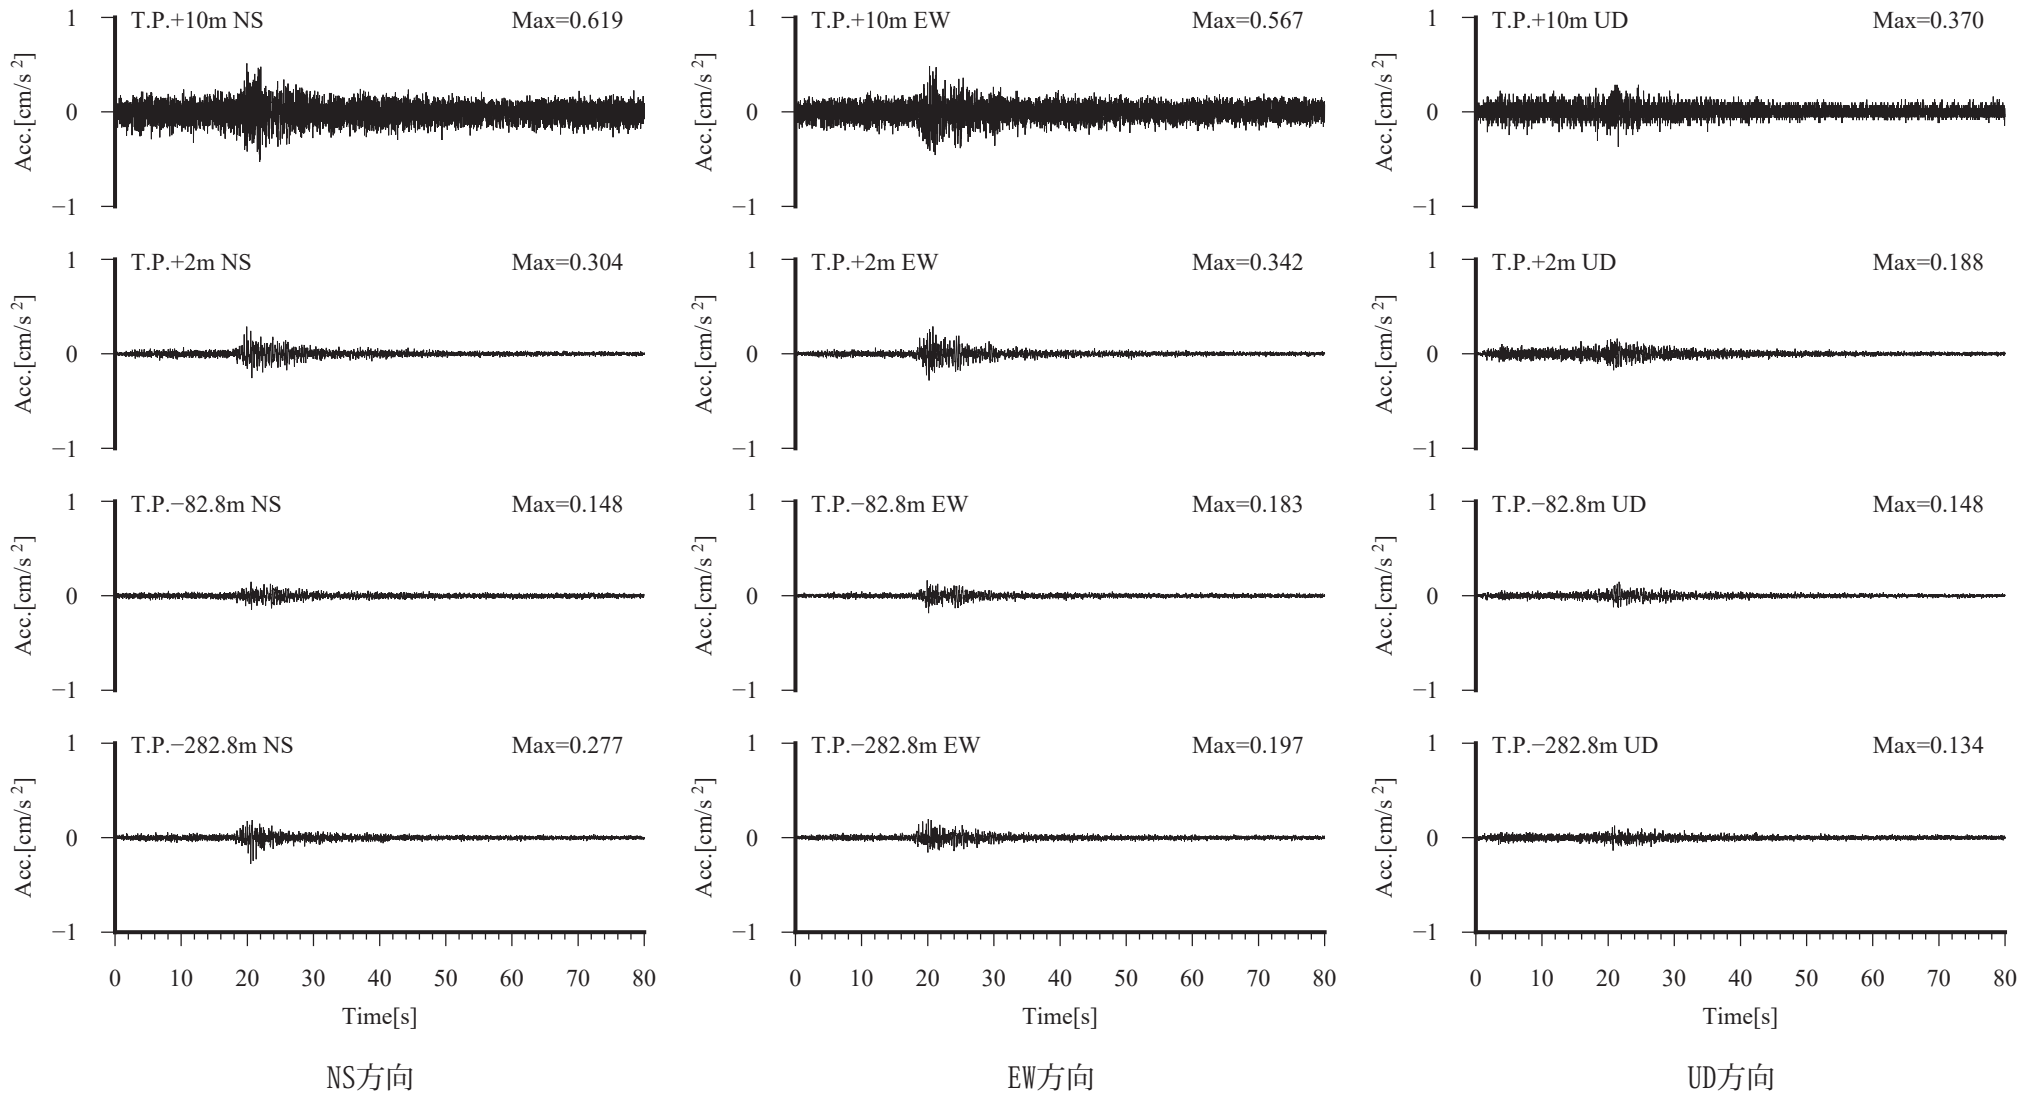 T.P.+10m NS Max=0.619
1
0
−1
Acc.[cm/s²]
T.P.+2m NS Max=0.304
1
0
−1
Acc.[cm/s²]
T.P.−82.8m NS Max=0.148
1
0
−1
Acc.[cm/s²]
T.P.−282.8m NS Max=0.277
1
0
−1
Acc.[cm/s²]
0 10 20 30 40 50 60 70 80
Time[s]
NS方向
T.P.+10m EW Max=0.567
1
0
−1
Acc.[cm/s²]
T.P.+2m EW Max=0.342
1
0
−1
Acc.[cm/s²]
T.P.−82.8m EW Max=0.183
1
0
−1
Acc.[cm/s²]
T.P.−282.8m EW Max=0.197
1
0
−1
Acc.[cm/s²]
0 10 20 30 40 50 60 70 80
Time[s]
EW方向
T.P.+10m UD Max=0.370
1
0
−1
Acc.[cm/s²]
T.P.+2m UD Max=0.188
1
0
−1
Acc.[cm/s²]
T.P.−82.8m UD Max=0.148
1
0
−1
Acc.[cm/s²]
T.P.−282.8m UD Max=0.134
1
0
−1
Acc.[cm/s²]
0 10 20 30 40 50 60 70 80
Time[s]
UD方向